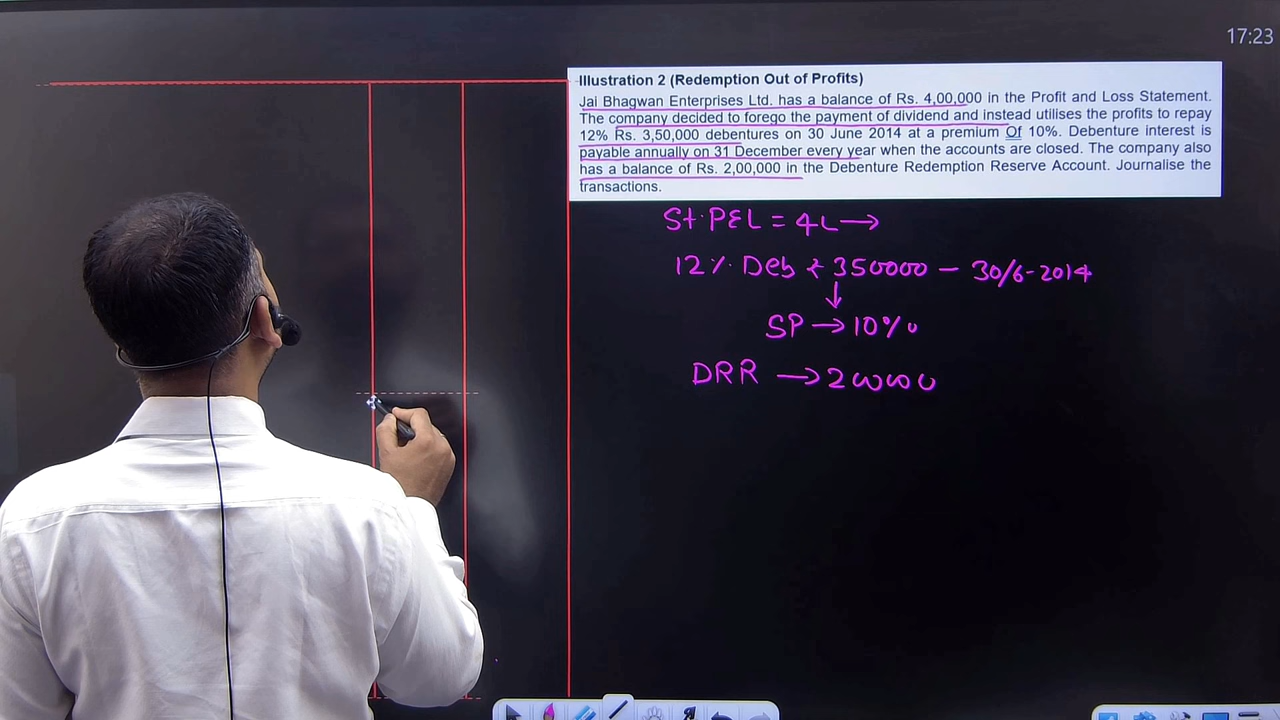 17:23
Illustration 2 (Redemption Out of Profits)
Jai Bhagwan Enterprises Ltd. has a balance of Rs. 4,00,000 in the Profit and Loss Statement.
The company decided to forego the payment of dividend and instead utilises the profits to repay
12% Rs. 3,50,000 debentures on 30 June 2014 at a premium Of 10%. Debenture interest is
payable annually on 31 December every year when the accounts are closed. The company also
has a balance of Rs. 2,00,000 in the Debenture Redemption Reserve Account. Journalise the
transactions.
St. P&L = 4L →
12% Deb ₹ 350000 — 30/6-2014
↓
SP → 10%
DRR → 200000